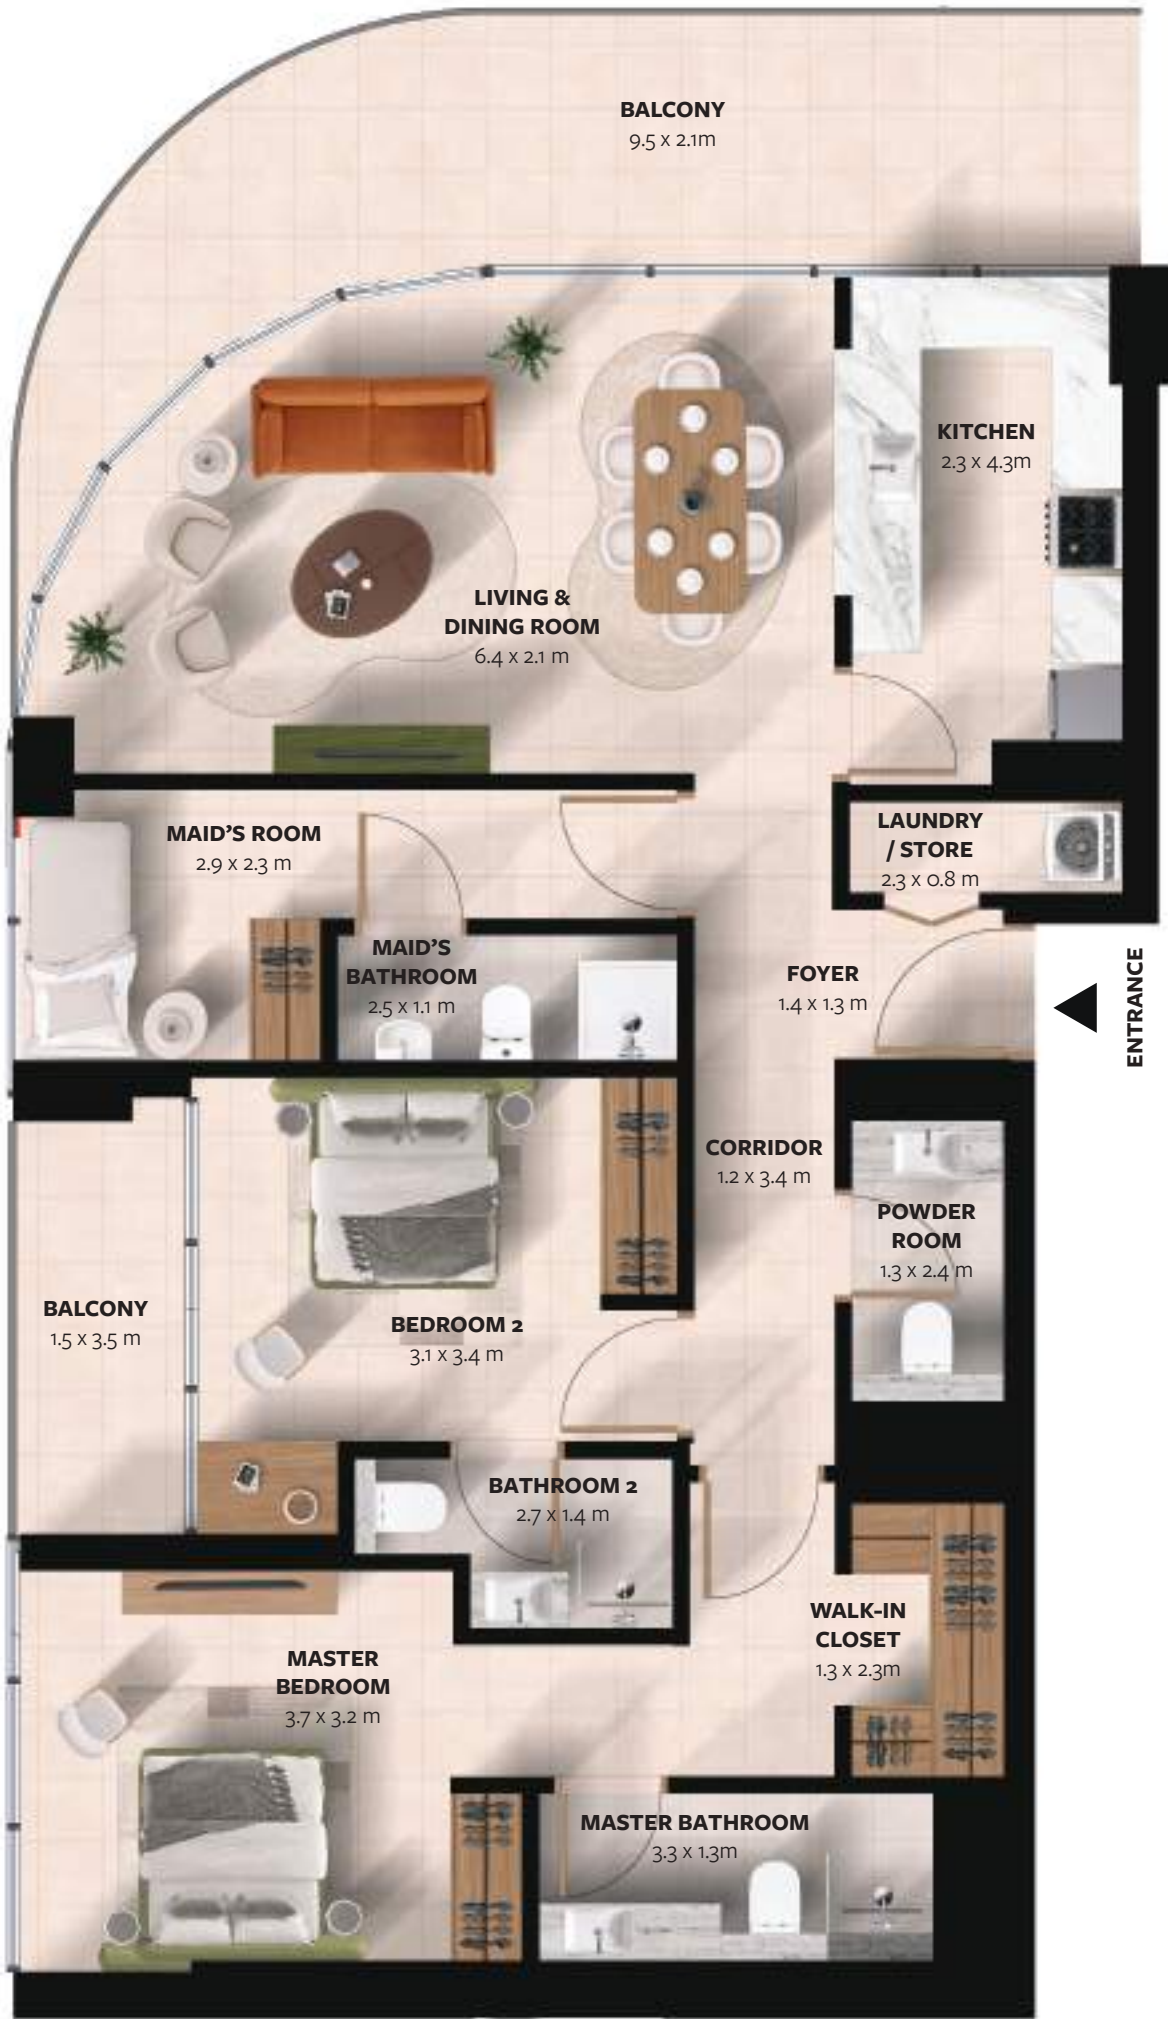 BALCONY
9.5 x 2.1m
KITCHEN
2.3 x 4.3m
LIVING &
DINING ROOM
6.4 x 2.1 m
MAID'S ROOM
2.9 x 2.3 m
LAUNDRY
/ STORE
2.3 x 0.8 m
MAID'S
BATHROOM
2.5 x 1.1 m
FOYER
1.4 x 1.3 m
ENTRANCE
CORRIDOR
1.2 x 3.4 m
POWDER
ROOM
1.3 x 2.4 m
BALCONY
1.5 x 3.5 m
BEDROOM 2
3.1 x 3.4 m
BATHROOM 2
2.7 x 1.4 m
WALK-IN
CLOSET
1.3 x 2.3m
MASTER
BEDROOM
3.7 x 3.2 m
MASTER BATHROOM
3.3 x 1.3m